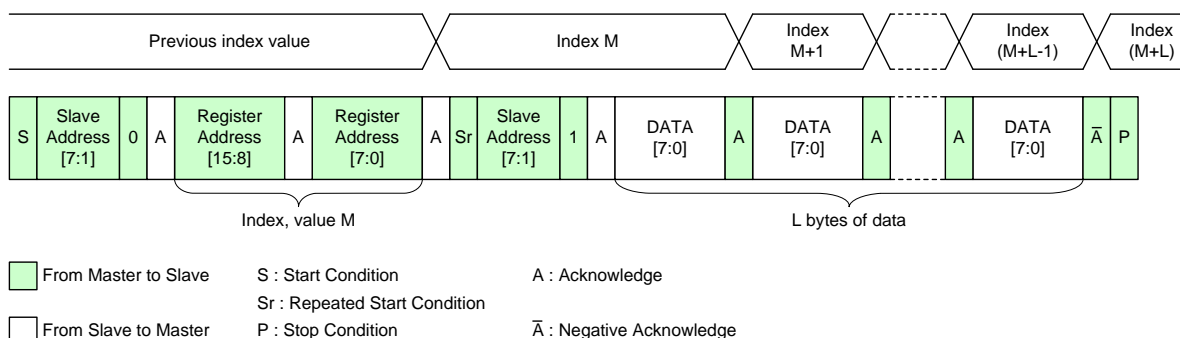 Previous index value
Index M
Index
M+1
Index
(M+L-1)
Index
(M+L)
S
Slave
Address
[7:1]
0
A
Register
Address
[15:8]
A
Register
Address
[7:0]
A
Sr
Slave
Address
[7:1]
1
A
DATA
[7:0]
A
DATA
[7:0]
A
A
DATA
[7:0]
A̅
P
Index, value M
L bytes of data
From Master to Slave
S : Start Condition
A : Acknowledge
Sr : Repeated Start Condition
From Slave to Master
P : Stop Condition
A̅ : Negative Acknowledge